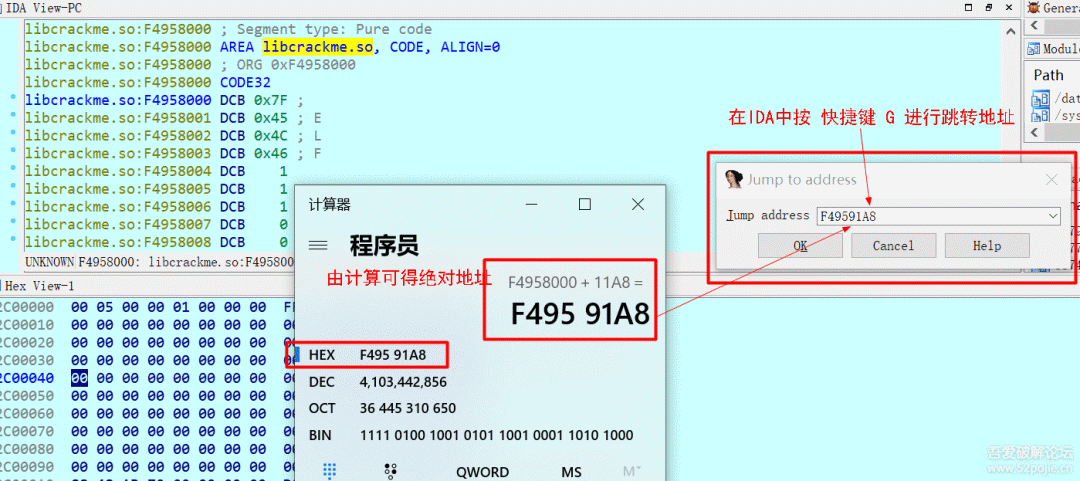 IDA View-PC
libcrackme.so:F4958000 ; Segment type: Pure code
libcrackme.so:F4958000 AREA libcrackme.so, CODE, ALIGN=0
libcrackme.so:F4958000 ; ORG 0xF4958000
libcrackme.so:F4958000 CODE32
libcrackme.so:F4958000 DCB 0x7F ;
libcrackme.so:F4958001 DCB 0x45 ; E
libcrackme.so:F4958002 DCB 0x4C ; L
libcrackme.so:F4958003 DCB 0x46 ; F
libcrackme.so:F4958004 DCB 1
libcrackme.so:F4958005 DCB 1
libcrackme.so:F4958006 DCB 1
libcrackme.so:F4958007 DCB 0
libcrackme.so:F4958008 DCB 0
UNKNOWN F4958000: libcrackme.so:F495800
Genera
Modul
Path
/dat
/sys
在IDA中按 快捷键 G 进行跳转地址
Jump to address
Jump address F49591A8
OK Cancel Help
计算器
程序员
由计算可得绝对地址
F4958000 + 11A8 =
F495 91A8
HEX F495 91A8
DEC 4,103,442,856
OCT 36 445 310 650
BIN 1111 0100 1001 0101 1001 0001 1010 1000
QWORD MS M
Hex View-1
2C00000 00 05 00 00 01 00 00 00
2C00010 00 00 00 00 00 00 00 00 00
2C00020 00 00 00 00 00 00 00 00 00
2C00030 00 00 00 00 00 00 00 00 00
2C00040 00 00 00 00 00 00 00 00 00
2C00050 00 00 00 00 00 00 00 00
2C00060 00 00 00 00 00 00 00 00
2C00070 00 00 00 00 00 00 00 00
2C00080 00 00 00 00 00 00 00 00
2C00090 00 00 00 00 00 00 00 00
吾爱破解论坛
www.52pojie.cn